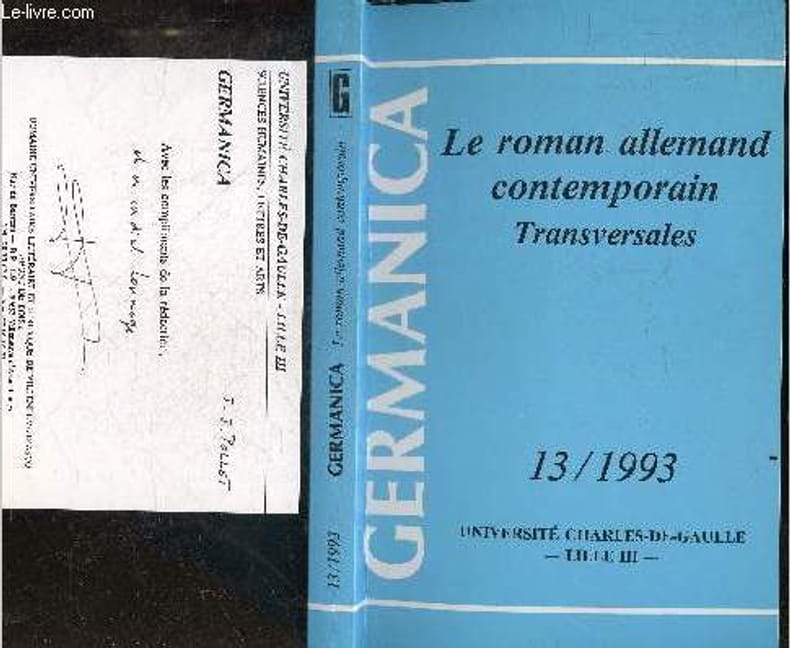 Le-livre.com
UNIVERSITÉ CHARLES-DE-GAULLE - LILLE III
SCIENCES HUMAINES, LETTRES ET ARTS
GERMANICA
Avec les compliments de la rédaction,
J.-J. POLLET
G
Le roman allemand contemporain
GERMANICA
13/1993
GERMANICA
Le roman allemand
contemporain
Transversales
13/1993
UNIVERSITÉ CHARLES-DE-GAULLE
— LILLE III —